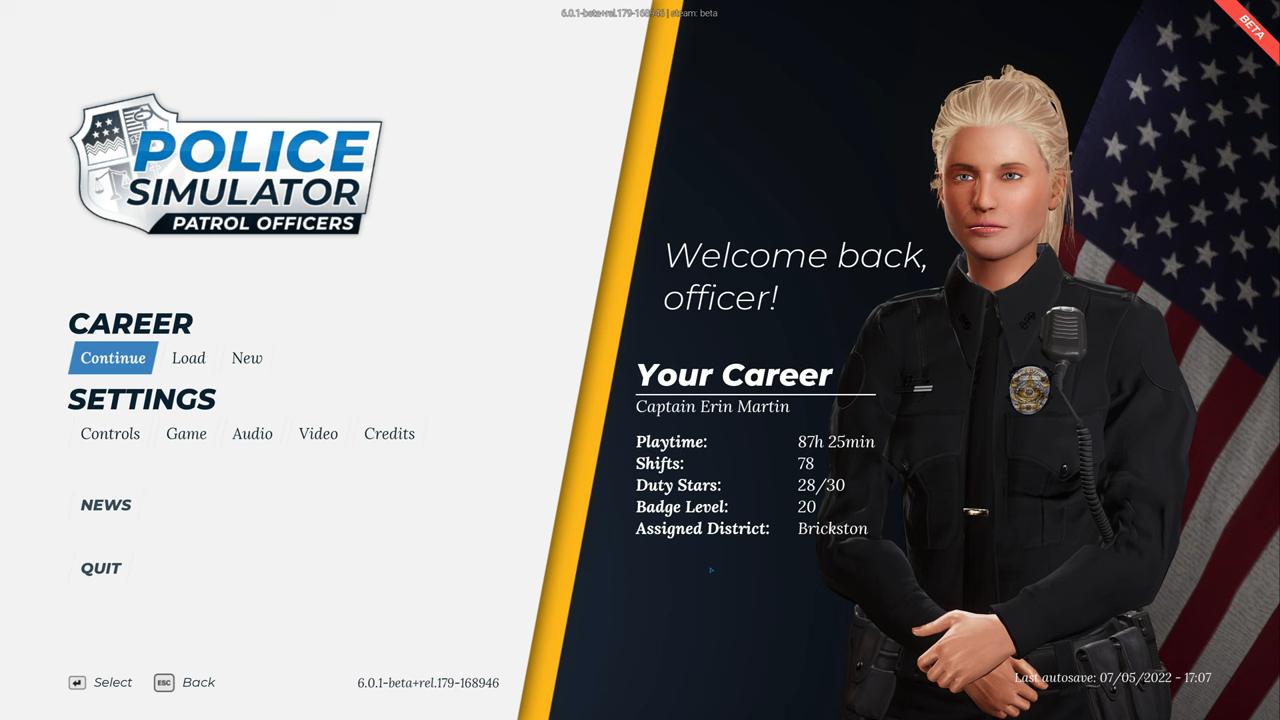 6.0.1-beta+rel.179-168946 | steam: beta
BETA
POLICE
SIMULATOR
PATROL OFFICERS
CAREER
Continue Load New
SETTINGS
Controls Game Audio Video Credits
NEWS
QUIT
Select ESC Back
6.0.1-beta+rel.179-168946
Welcome back,
officer!
Your Career
Captain Erin Martin
Playtime: 87h 25min
Shifts: 78
Duty Stars: 28/30
Badge Level: 20
Assigned District: Brickston
Last autosave: 07/05/2022 - 17:07